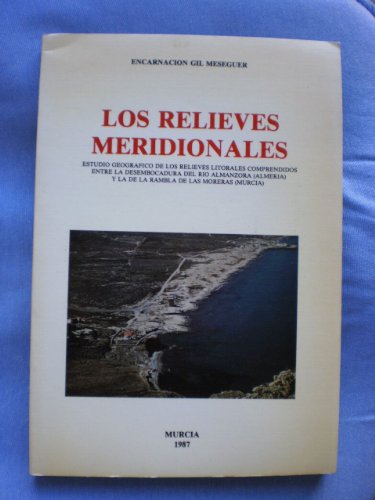 ENCARNACION GIL MESEGUER
LOS RELIEVES
MERIDIONALES
ESTUDIO GEOGRAFICO DE LOS RELIEVES LITORALES COMPRENDIDOS
ENTRE LA DESEMBOCADURA DEL RIO ALMANZORA (ALMERIA)
Y LA DE LA RAMBLA DE LAS MORERAS (MURCIA)
MURCIA
1987